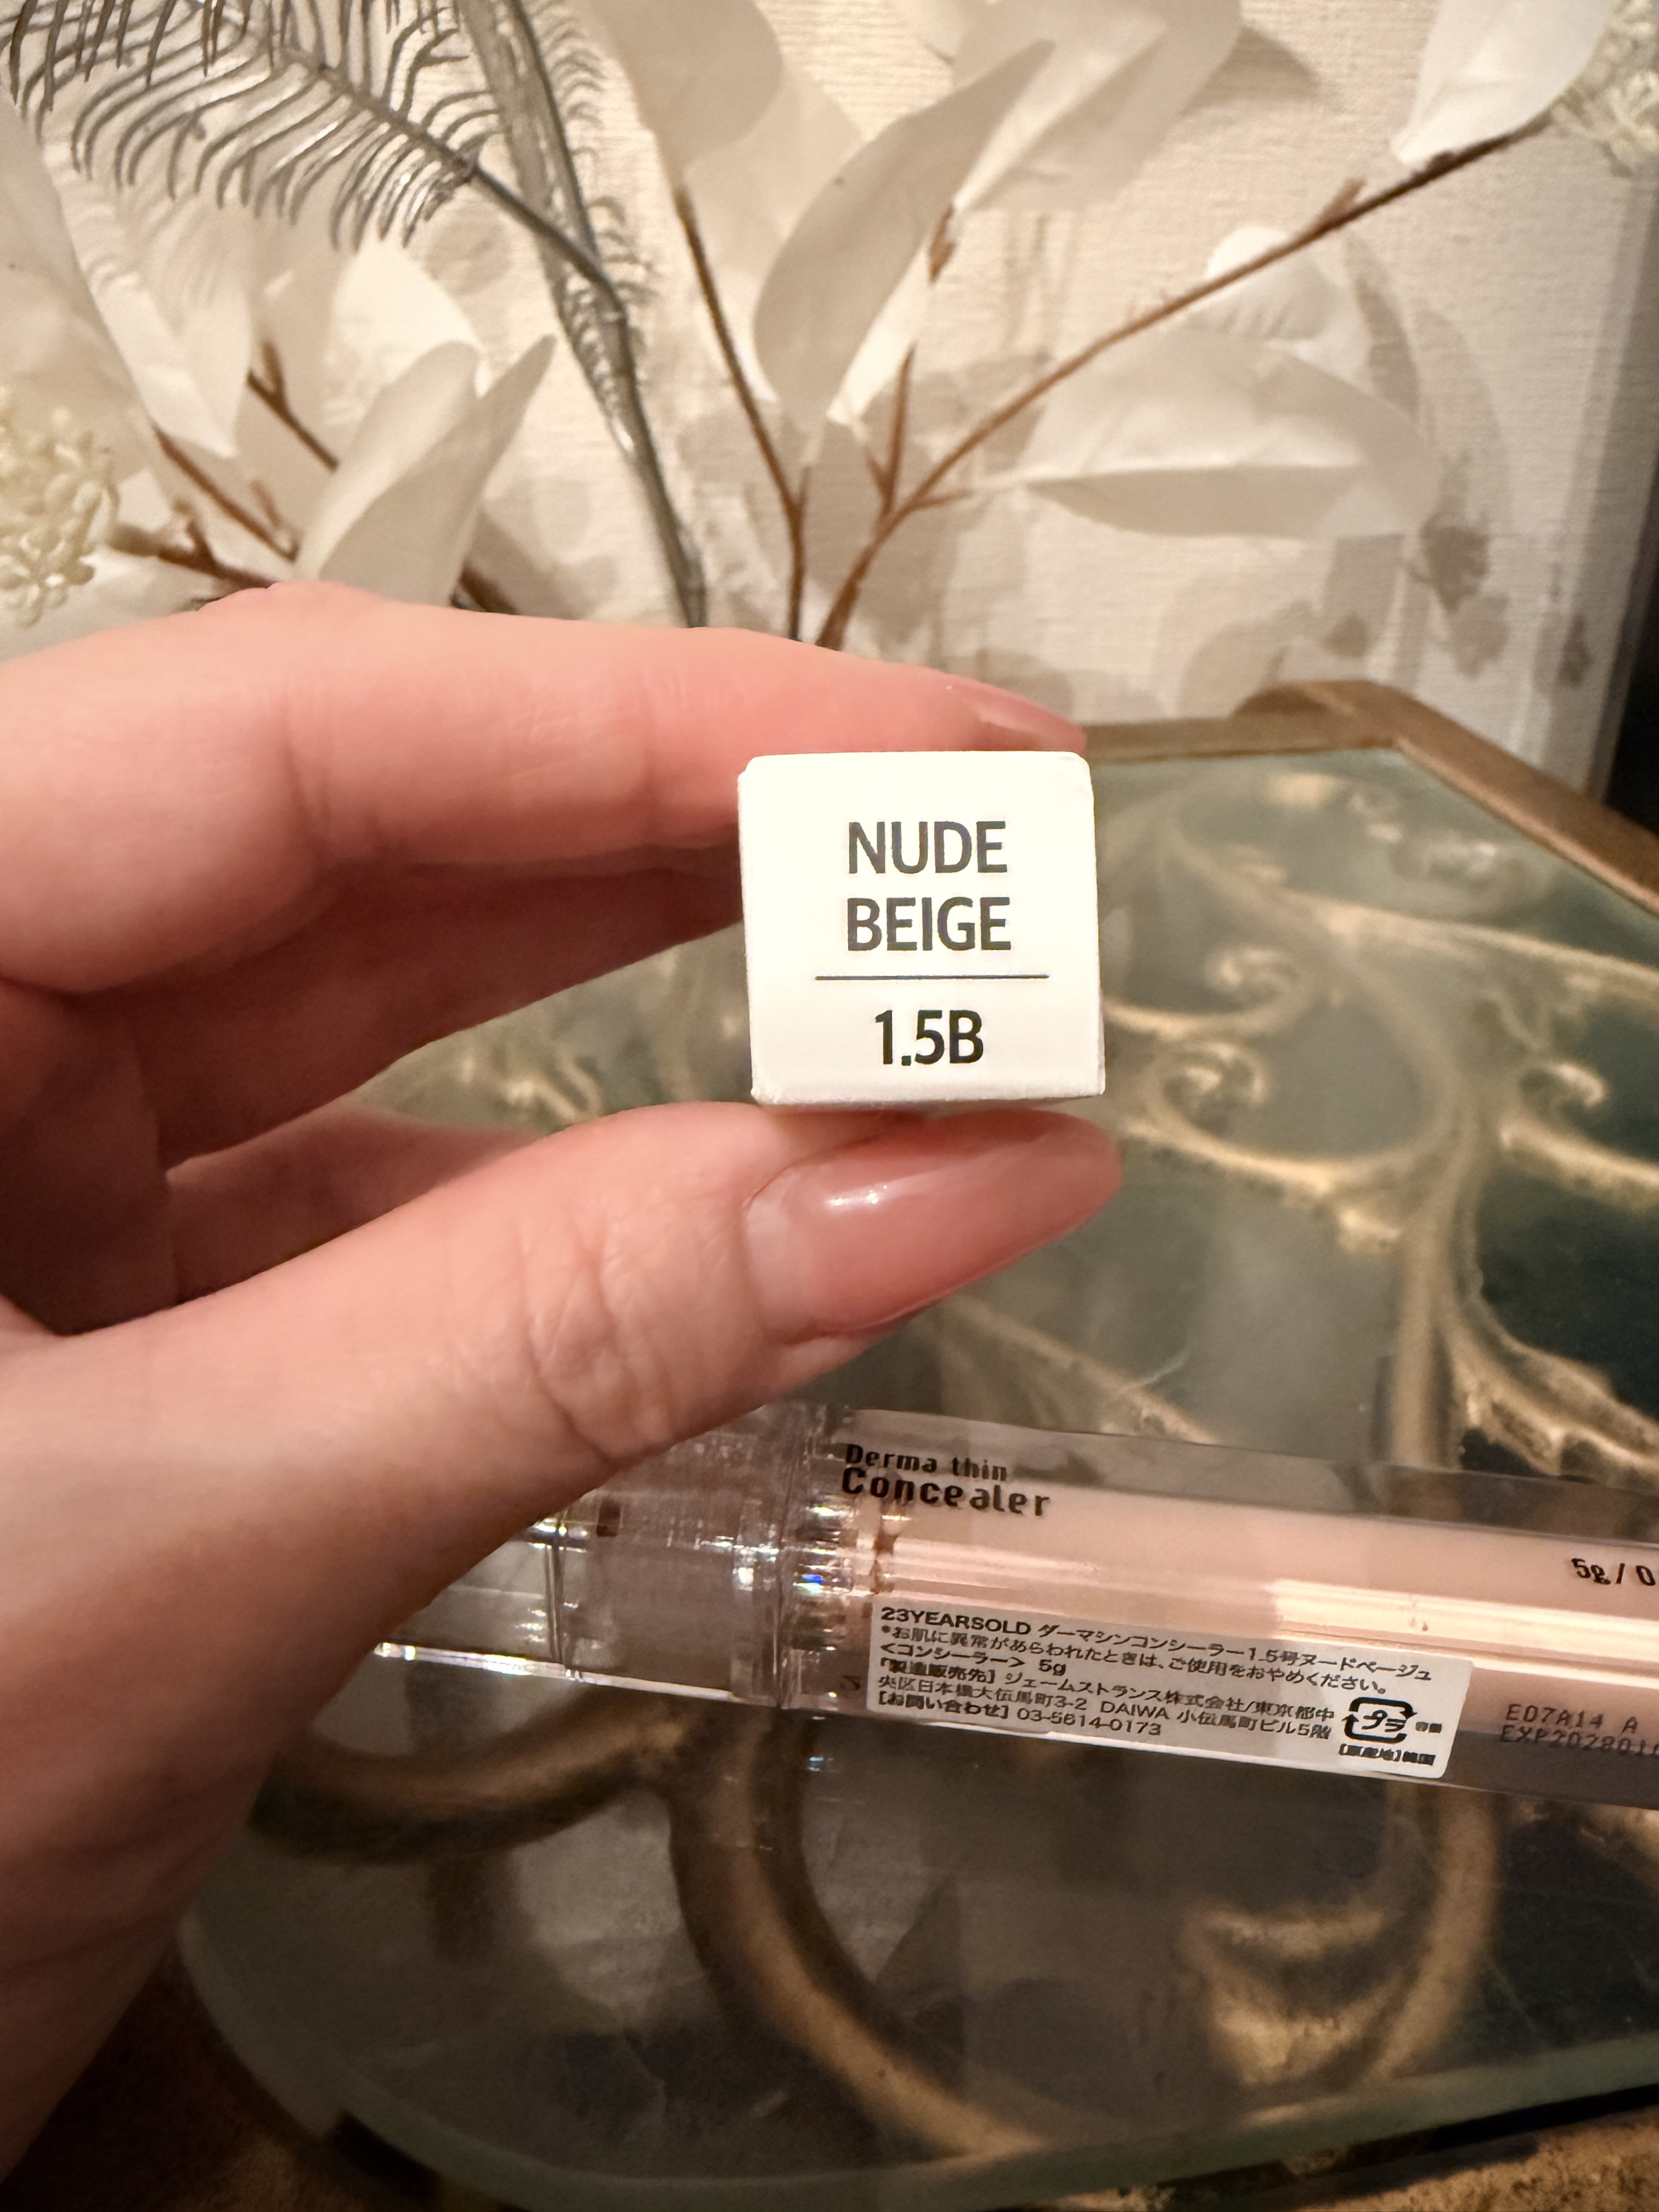 NUDE
BEIGE
1.5B
Derma thin
Concealer
5g / 0
23YEARSOLD ダーマシンコンシーラー1.5号ヌードベージュ
*お肌に異常があらわれたときは、ご使用をおやめください。
<コンシーラー> 5g
[製造販売元] ジェームストランス株式会社/東京都中
央区日本橋大伝馬町3-2 DAIWA 小伝馬町ビル5階
[お問い合わせ] 03-5614-0173
プラ
容器
[原産地]韓国
E07A14 A
EXP202801